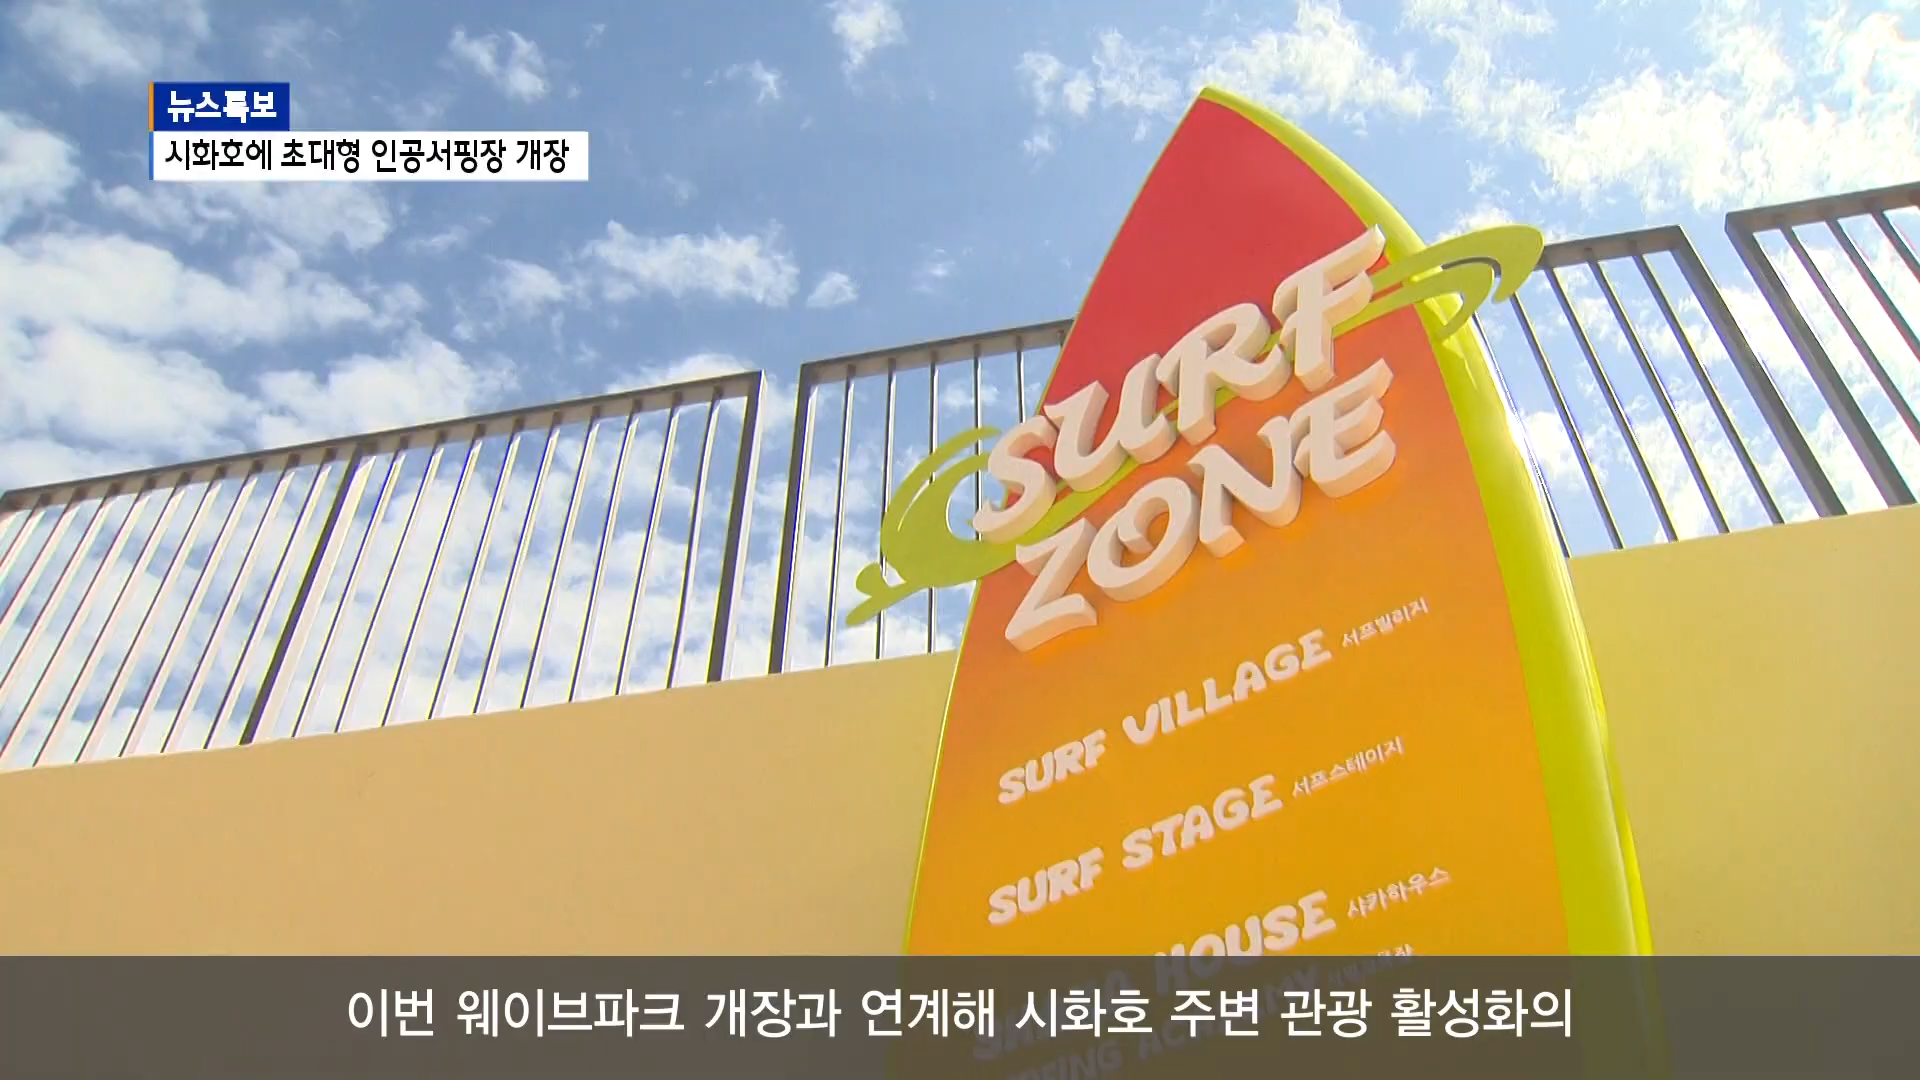 뉴스특보
시화호에 초대형 인공서핑장 개장
SURF
ZONE
SURF VILLAGE 서프빌리지
SURF STAGE 서프스테이지
HOUSE 샤카하우스
이번 웨이브파크 개장과 연계해 시화호 주변 관광 활성화의